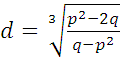 d = ∛((p²−2q)/(q−p²))